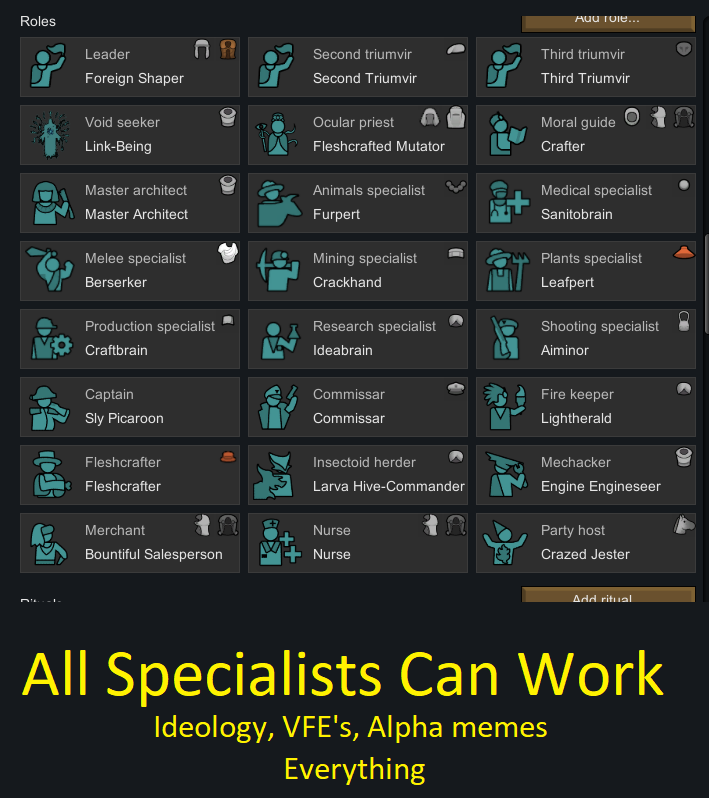 Roles
Add role...
Leader
Foreign Shaper
Second triumvir
Second Triumvir
Third triumvir
Third Triumvir
Void seeker
Link-Being
Ocular priest
Fleshcrafted Mutator
Moral guide
Crafter
Master architect
Master Architect
Animals specialist
Furpert
Medical specialist
Sanitobrain
Melee specialist
Berserker
Mining specialist
Crackhand
Plants specialist
Leafpert
Production specialist
Craftbrain
Research specialist
Ideabrain
Shooting specialist
Aiminor
Captain
Sly Picaroon
Commissar
Commissar
Fire keeper
Lightherald
Fleshcrafter
Fleshcrafter
Insectoid herder
Larva Hive-Commander
Mechacker
Engine Engineseer
Merchant
Bountiful Salesperson
Nurse
Nurse
Party host
Crazed Jester
Rituals
Add ritual
All Specialists Can Work
Ideology, VFE's, Alpha memes
Everything